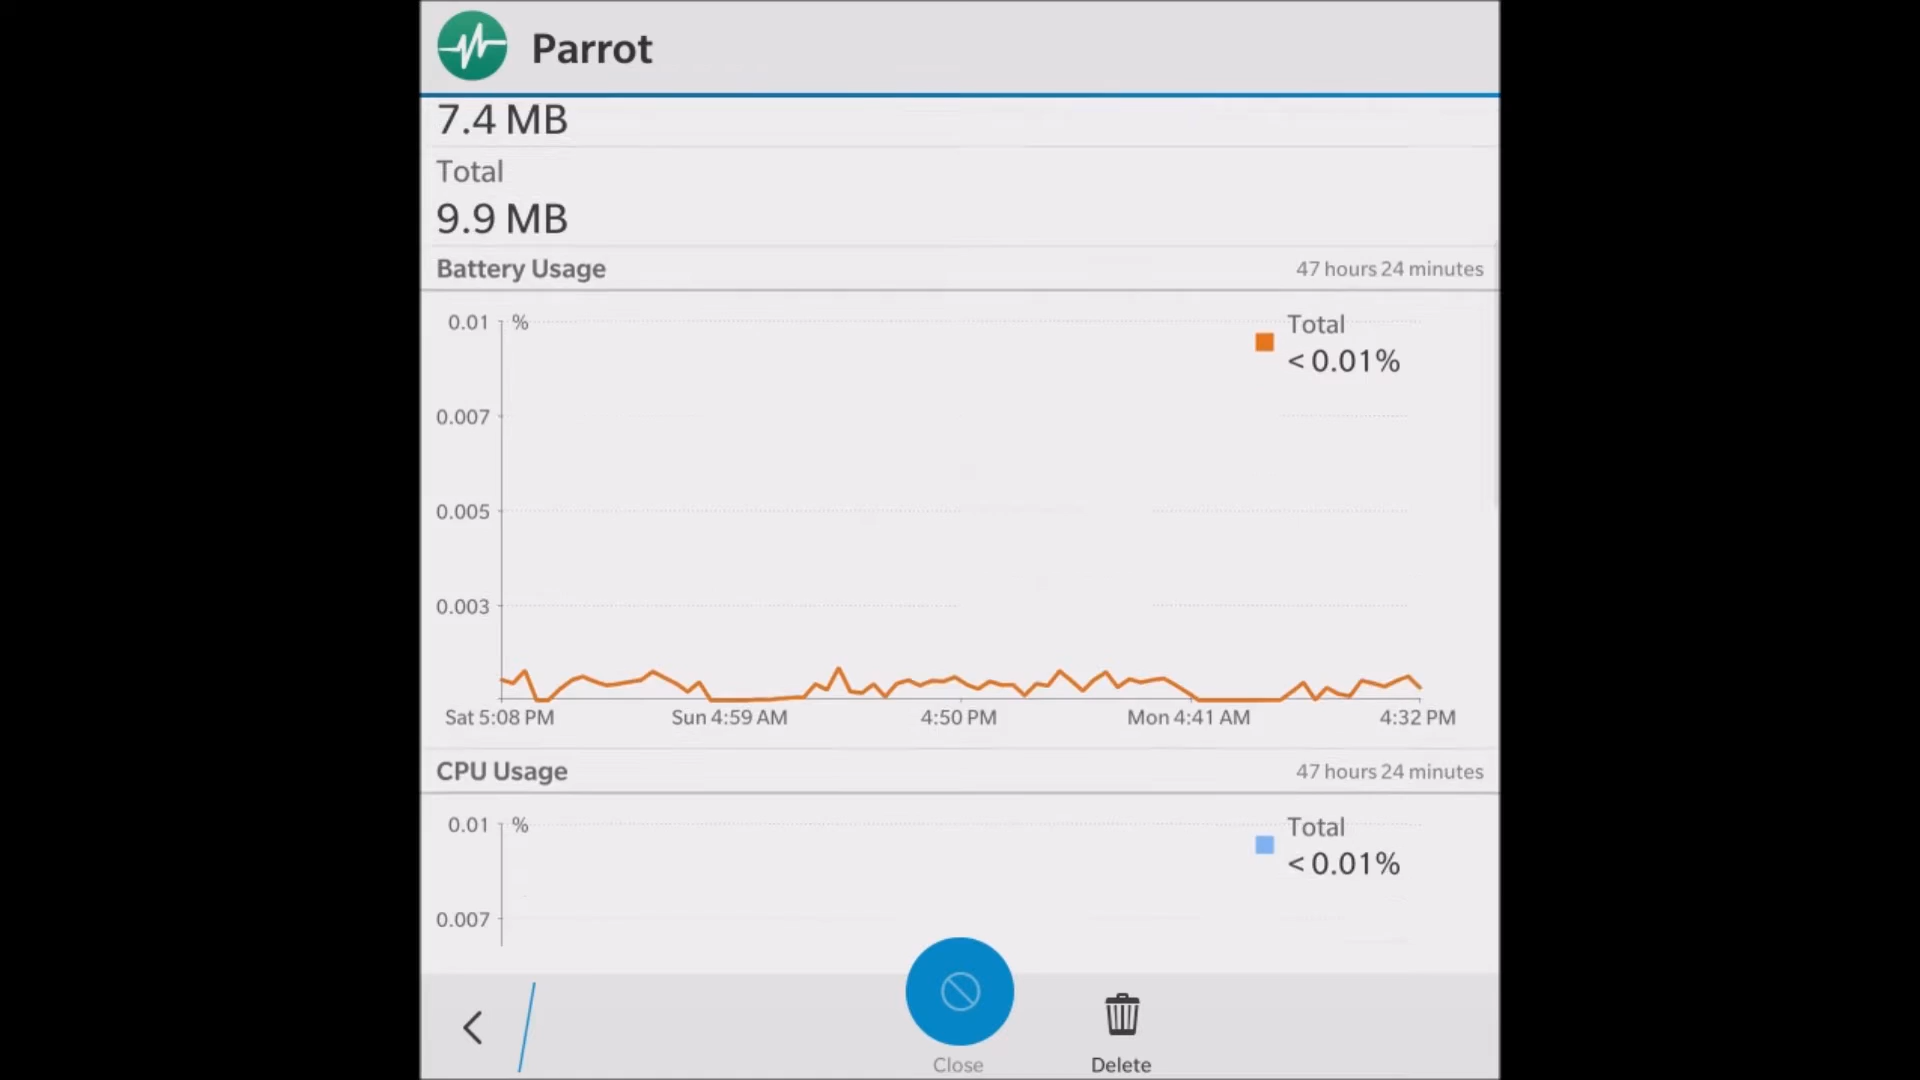 Parrot
7.4 MB
Total
9.9 MB
Battery Usage 47 hours 24 minutes
0.01 %
Total
< 0.01%
0.007
0.005
0.003
Sat 5:08 PM Sun 4:59 AM 4:50 PM Mon 4:41 AM 4:32 PM
CPU Usage 47 hours 24 minutes
0.01 %
Total
< 0.01%
0.007
Close Delete